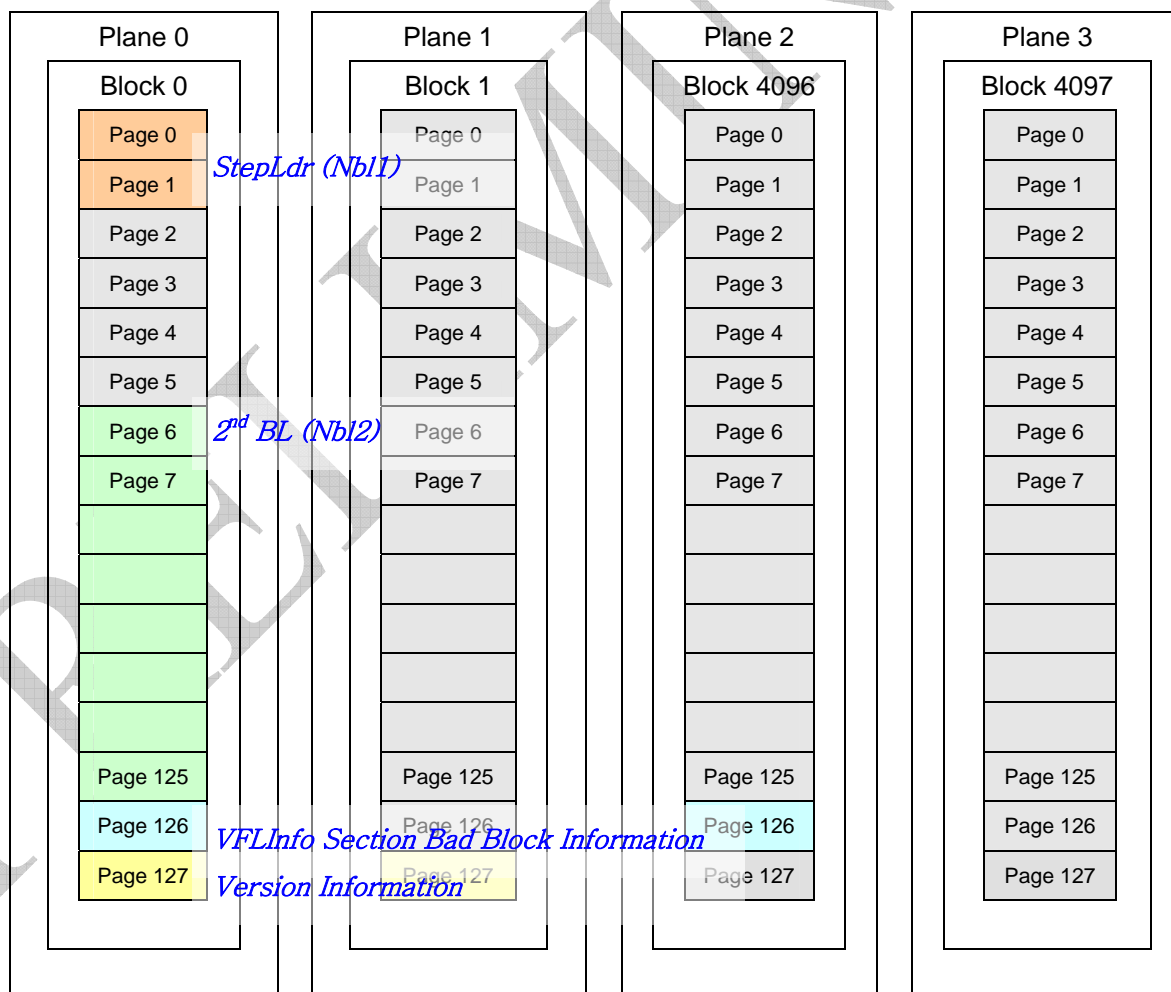 Plane 0
Plane 1
Plane 2
Plane 3
Block 0
Block 1
Block 4096
Block 4097
Page 0
Page 0
Page 0
Page 0
StepLdr (Nbl1)
Page 1
Page 1
Page 1
Page 1
Page 2
Page 2
Page 2
Page 2
Page 3
Page 3
Page 3
Page 3
Page 4
Page 4
Page 4
Page 4
Page 5
Page 5
Page 5
Page 5
Page 6
2nd BL (Nbl2)
Page 6
Page 6
Page 6
Page 7
Page 7
Page 7
Page 7
Page 125
Page 125
Page 125
Page 125
Page 126
Page 126
Page 126
Page 126
VFLInfo Section Bad Block Information
Page 127
Page 127
Page 127
Page 127
Version Information